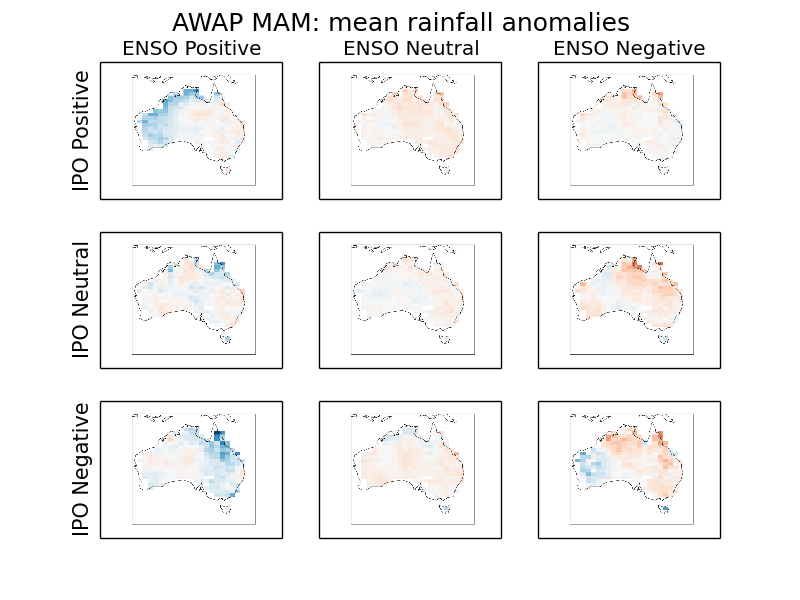 AWAP MAM: mean rainfall anomalies
ENSO Positive
ENSO Neutral
ENSO Negative
IPO Positive
IPO Neutral
IPO Negative